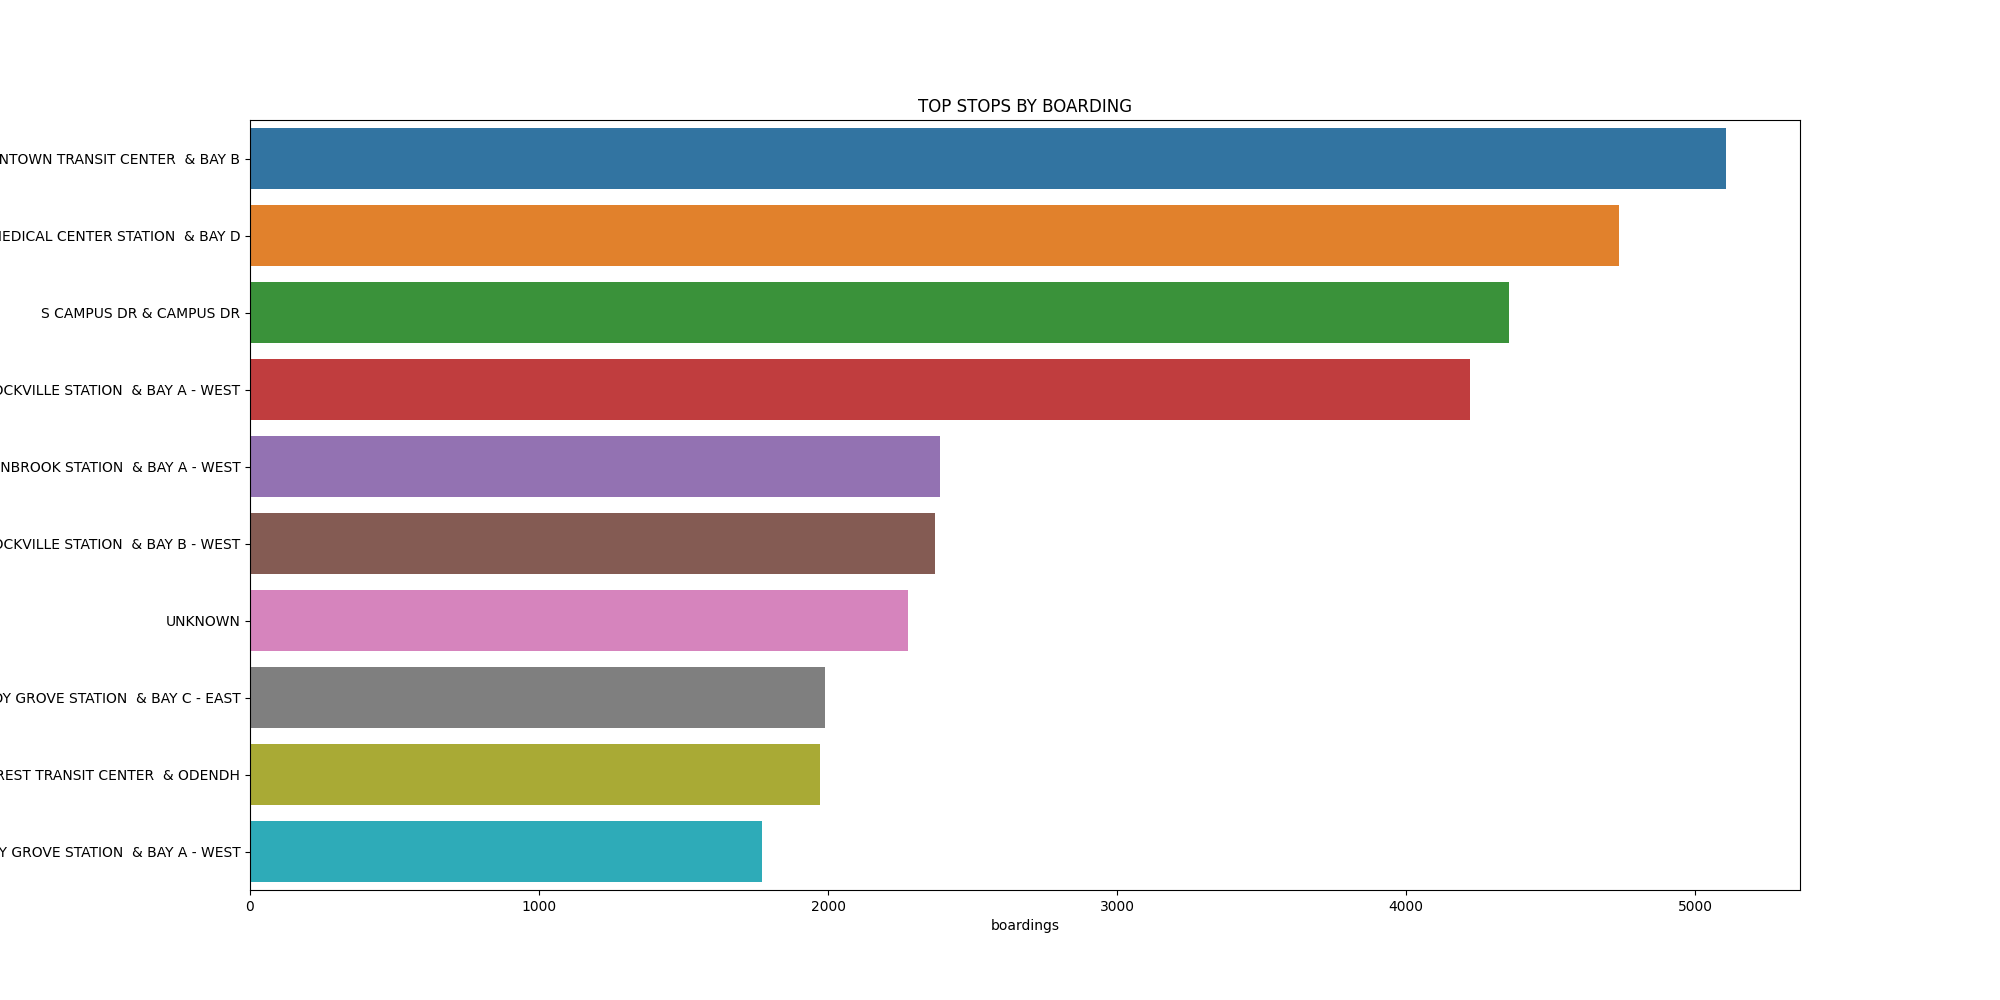 TOP STOPS BY BOARDING
NTOWN TRANSIT CENTER & BAY B
EDICAL CENTER STATION & BAY D
S CAMPUS DR & CAMPUS DR
OCKVILLE STATION & BAY A - WEST
NBROOK STATION & BAY A - WEST
OCKVILLE STATION & BAY B - WEST
UNKNOWN
DY GROVE STATION & BAY C - EAST
REST TRANSIT CENTER & ODENDH
Y GROVE STATION & BAY A - WEST
0 1000 2000 3000 4000 5000
boardings